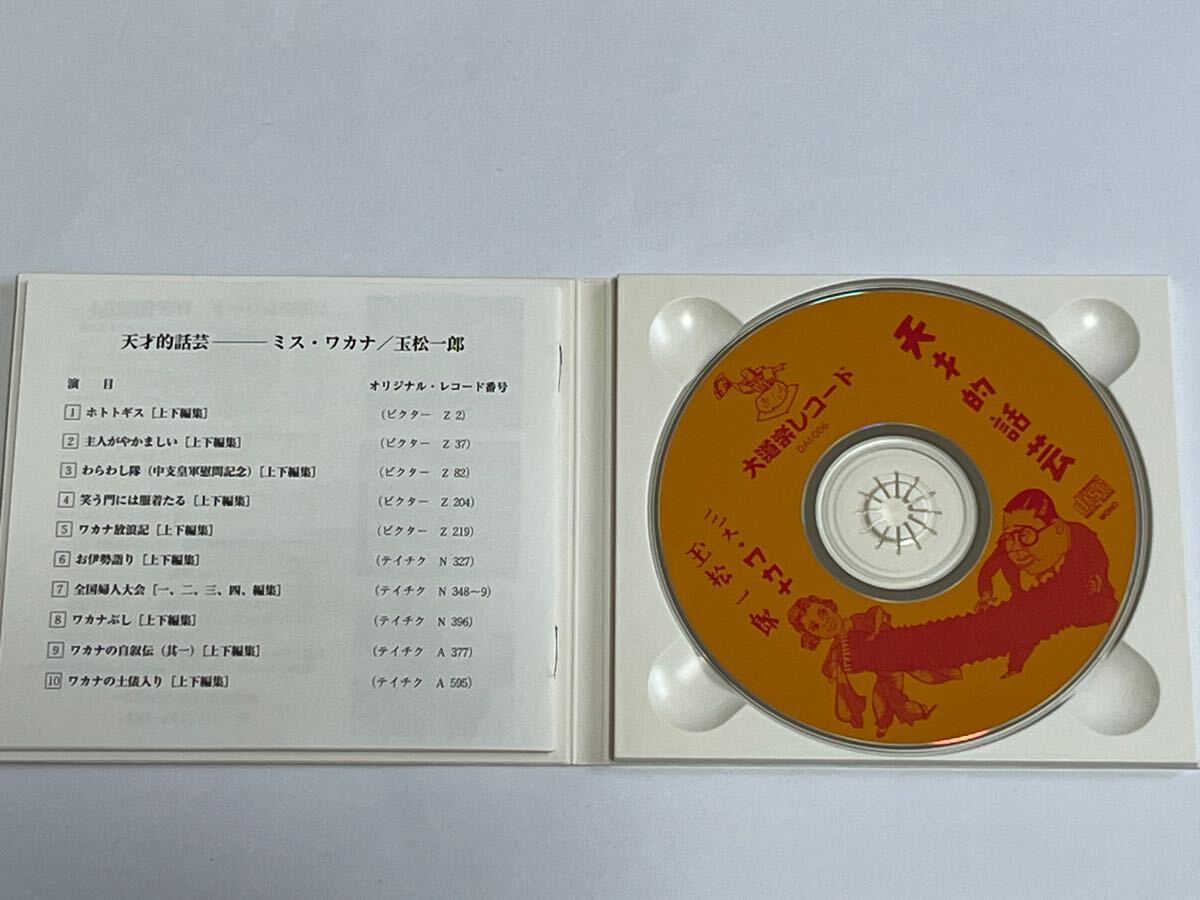 天才的話芸―――ミス・ワカナ／玉松一郎
演　目　オリジナル・レコード番号
1 ホトトギス［上下編集］　（ビクター　Z 2）
2 主人がやかましい［上下編集］　（ビクター　Z 37）
3 わらわし隊（中支皇軍慰問記念）［上下編集］　（ビクター　Z 82）
4 笑う門には服着たる［上下編集］　（ビクター　Z 204）
5 ワカナ放浪記［上下編集］　（ビクター　Z 219）
6 お伊勢詣り［上下編集］　（テイチク　N 327）
7 全国婦人大会［一、二、三、四、編集］　（テイチク　N 348〜9）
8 ワカナぶし［上下編集］　（テイチク　N 396）
9 ワカナの自叙伝（其一）［上下編集］　（テイチク　A 377）
10 ワカナの土俵入り［上下編集］　（テイチク　A 595）
天才的話芸
大道楽レコード
DAI-006
MONO
ミス・ワカナ
玉松一郎